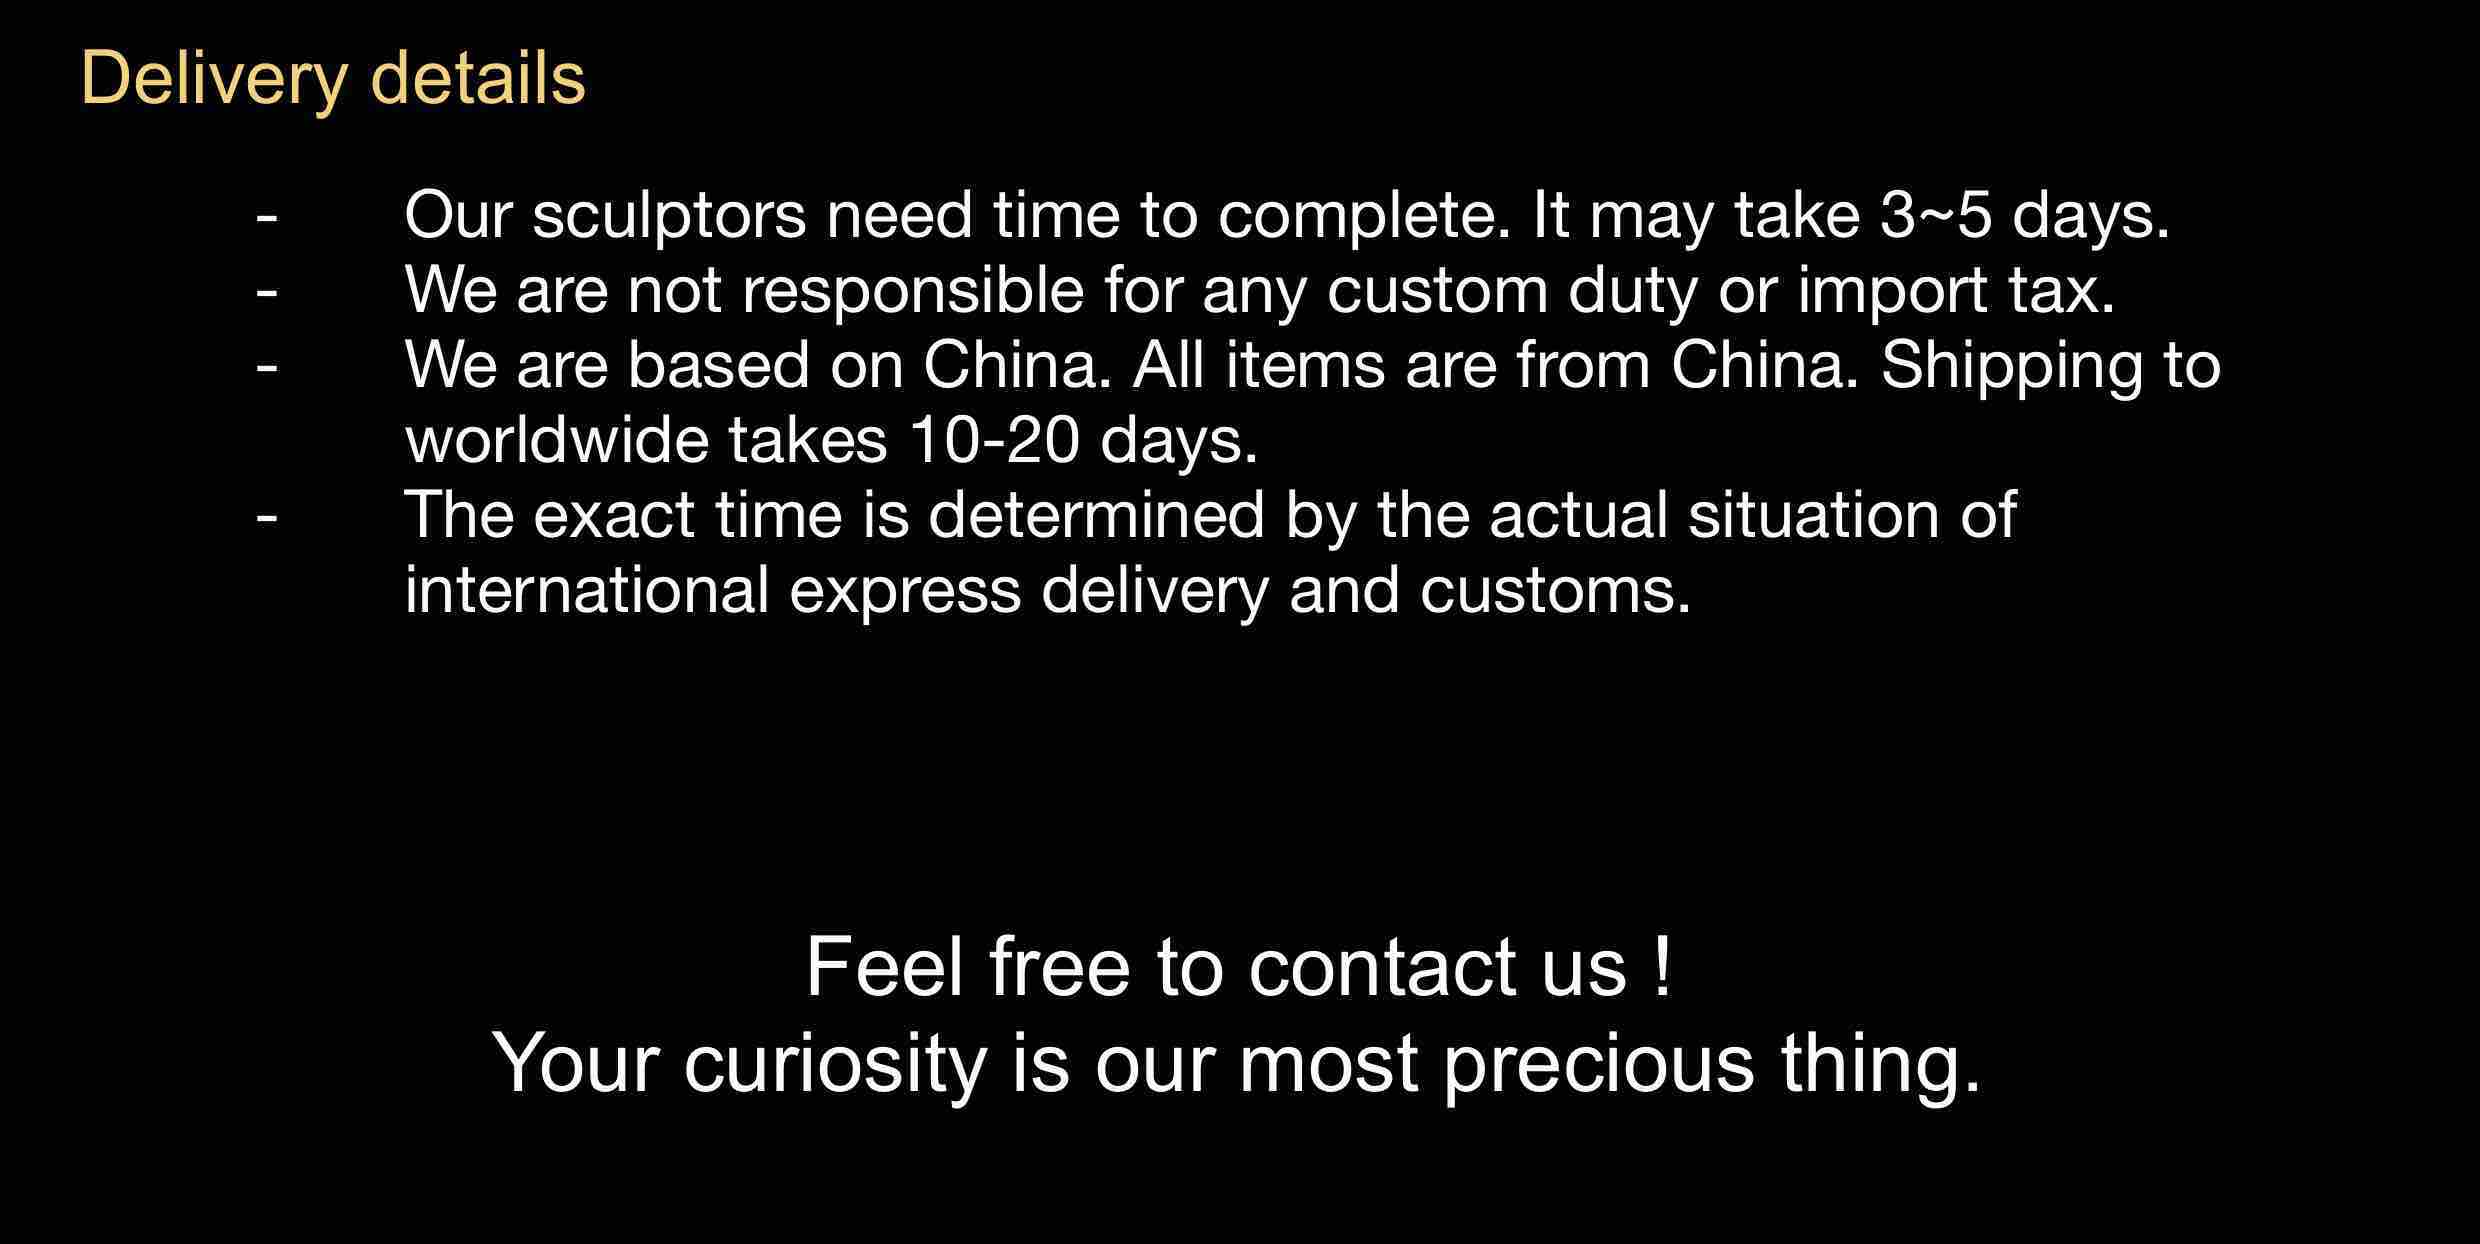 Delivery details
- Our sculptors need time to complete. It may take 3~5 days.
- We are not responsible for any custom duty or import tax.
- We are based on China. All items are from China. Shipping to
worldwide takes 10-20 days.
- The exact time is determined by the actual situation of
international express delivery and customs.
Feel free to contact us !
Your curiosity is our most precious thing.